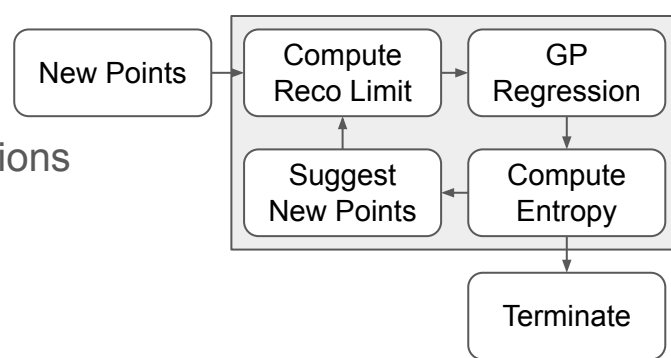 New Points
Compute
Reco Limit
GP
Regression
Suggest
New Points
Compute
Entropy
Terminate